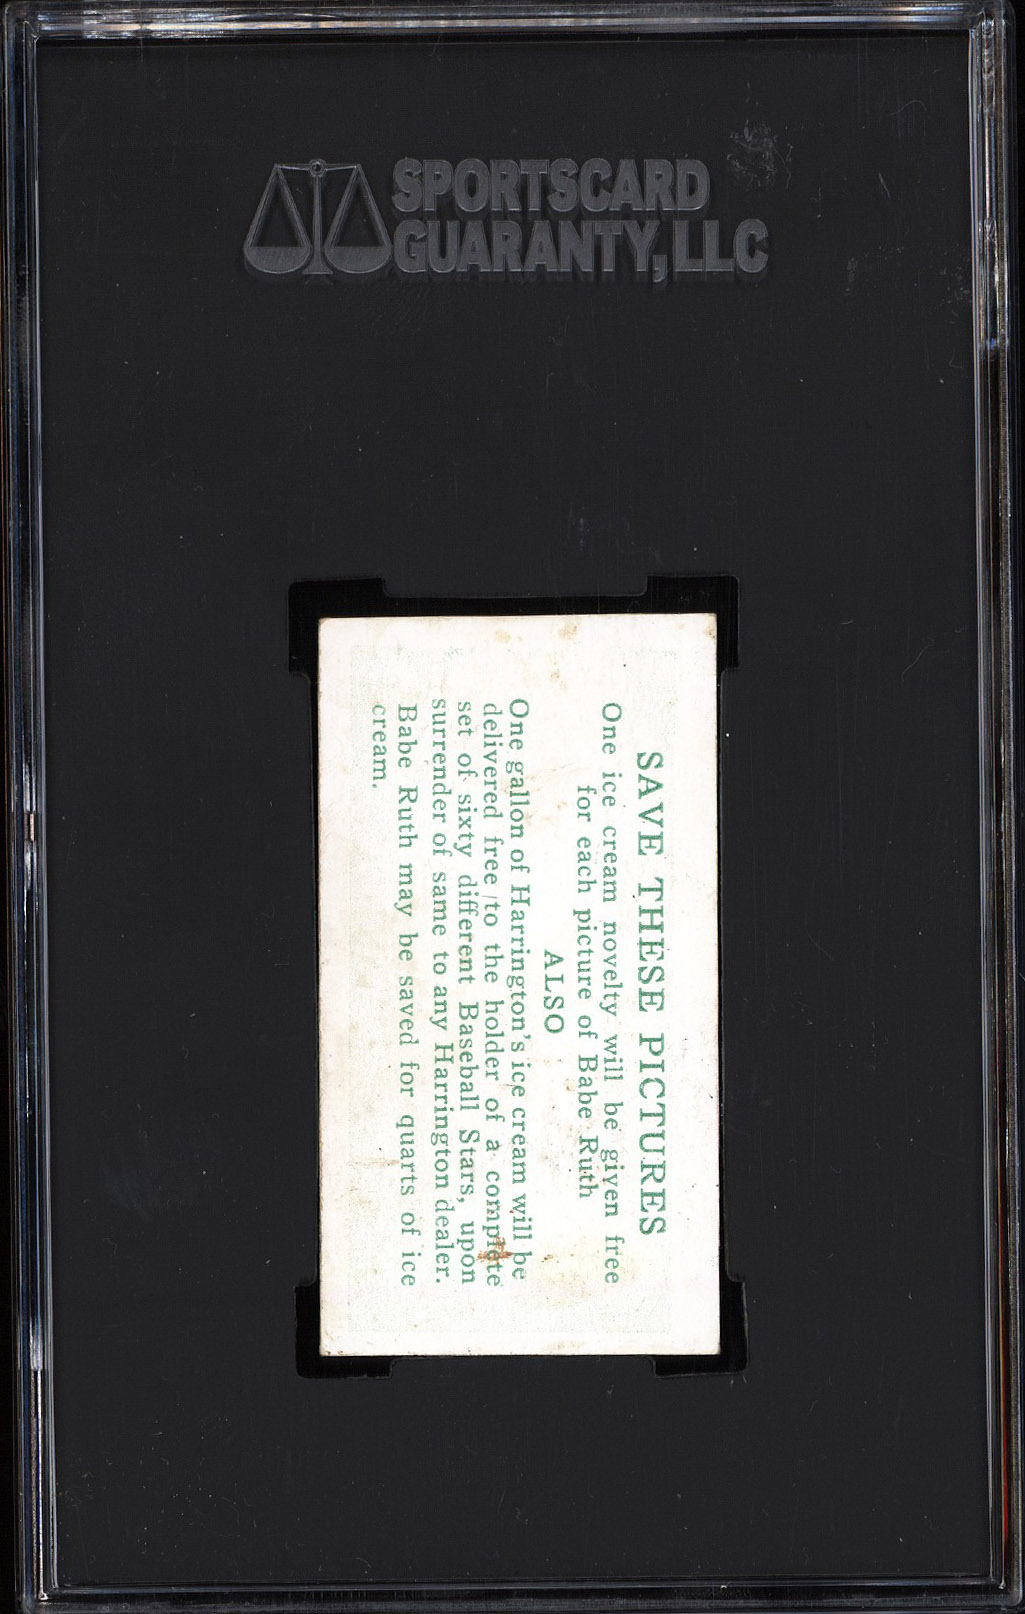 SPORTSCARD
GUARANTY, LLC
SAVE THESE PICTURES
One ice cream novelty will be given free
for each picture of Babe Ruth
ALSO
One gallon of Harrington's ice cream will be
delivered free to the holder of a complete
set of sixty different Baseball Stars, upon
surrender of same to any Harrington dealer.
Babe Ruth may be saved for quarts of ice
cream.